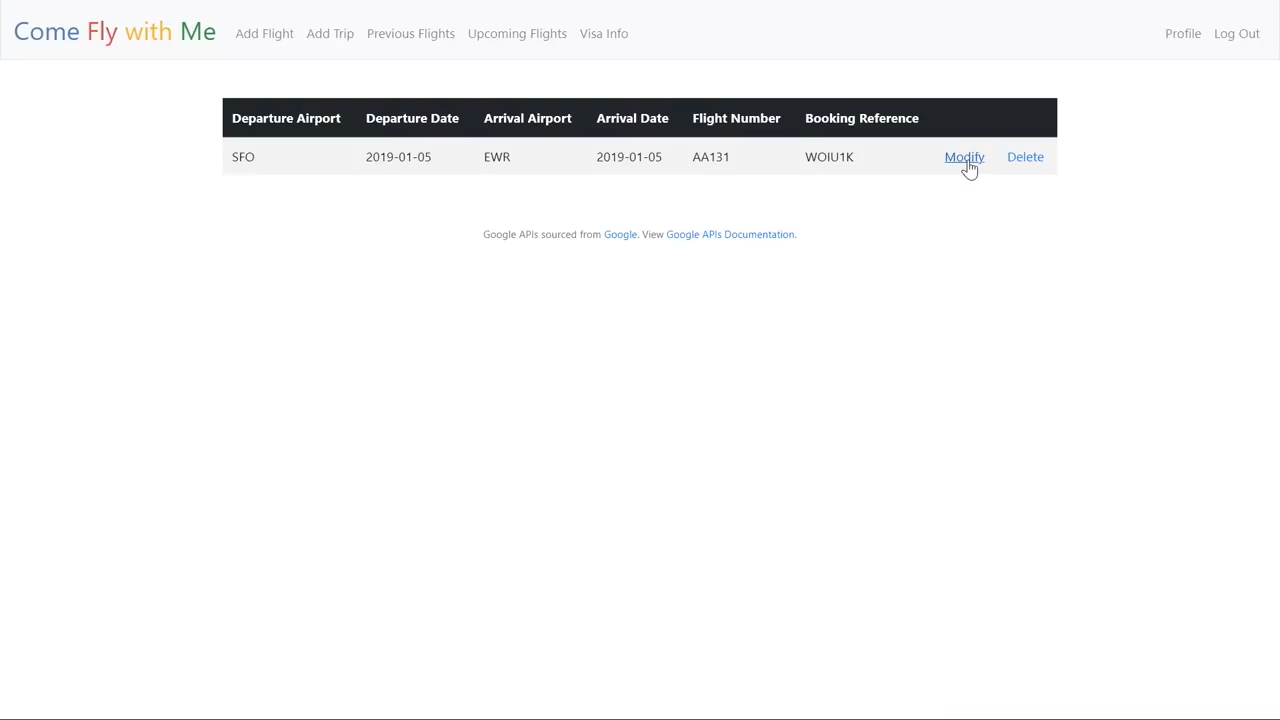 Come Fly with Me Add Flight Add Trip Previous Flights Upcoming Flights Visa Info Profile Log Out
Departure Airport Departure Date Arrival Airport Arrival Date Flight Number Booking Reference
SFO 2019-01-05 EWR 2019-01-05 AA131 WOIU1K Modify Delete
Google APIs sourced from Google. View Google APIs Documentation.